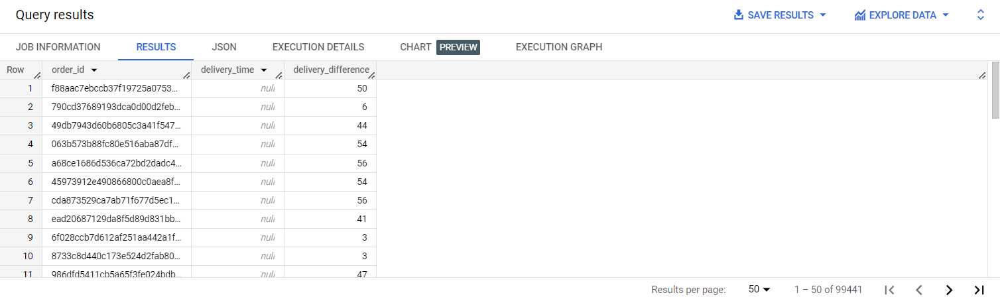 Query results SAVE RESULTS EXPLORE DATA
JOB INFORMATION RESULTS JSON EXECUTION DETAILS CHART PREVIEW EXECUTION GRAPH
Row order_id delivery_time delivery_difference
1 f88aac7ebccb37f19725a0753... null 50
2 790cd37689193dca0d00d2feb... null 6
3 49db7943d60b6805c3a41f547... null 44
4 063b573b88fc80e516aba87df... null 54
5 a68ce1686d536ca72bd2dadc4... null 56
6 45973912e490866800c0aea8f... null 54
7 cda873529ca7ab71f677d5ec1... null 56
8 ead20687129da8f5d89d831bb... null 41
9 6f028ccb7d612af251aa442a1f... null 3
10 8733c8d440c173e524d2fab80... null 3
11 986dfd5411cb5a65f3fe024bdb... null 47
Results per page: 50 1 – 50 of 99441